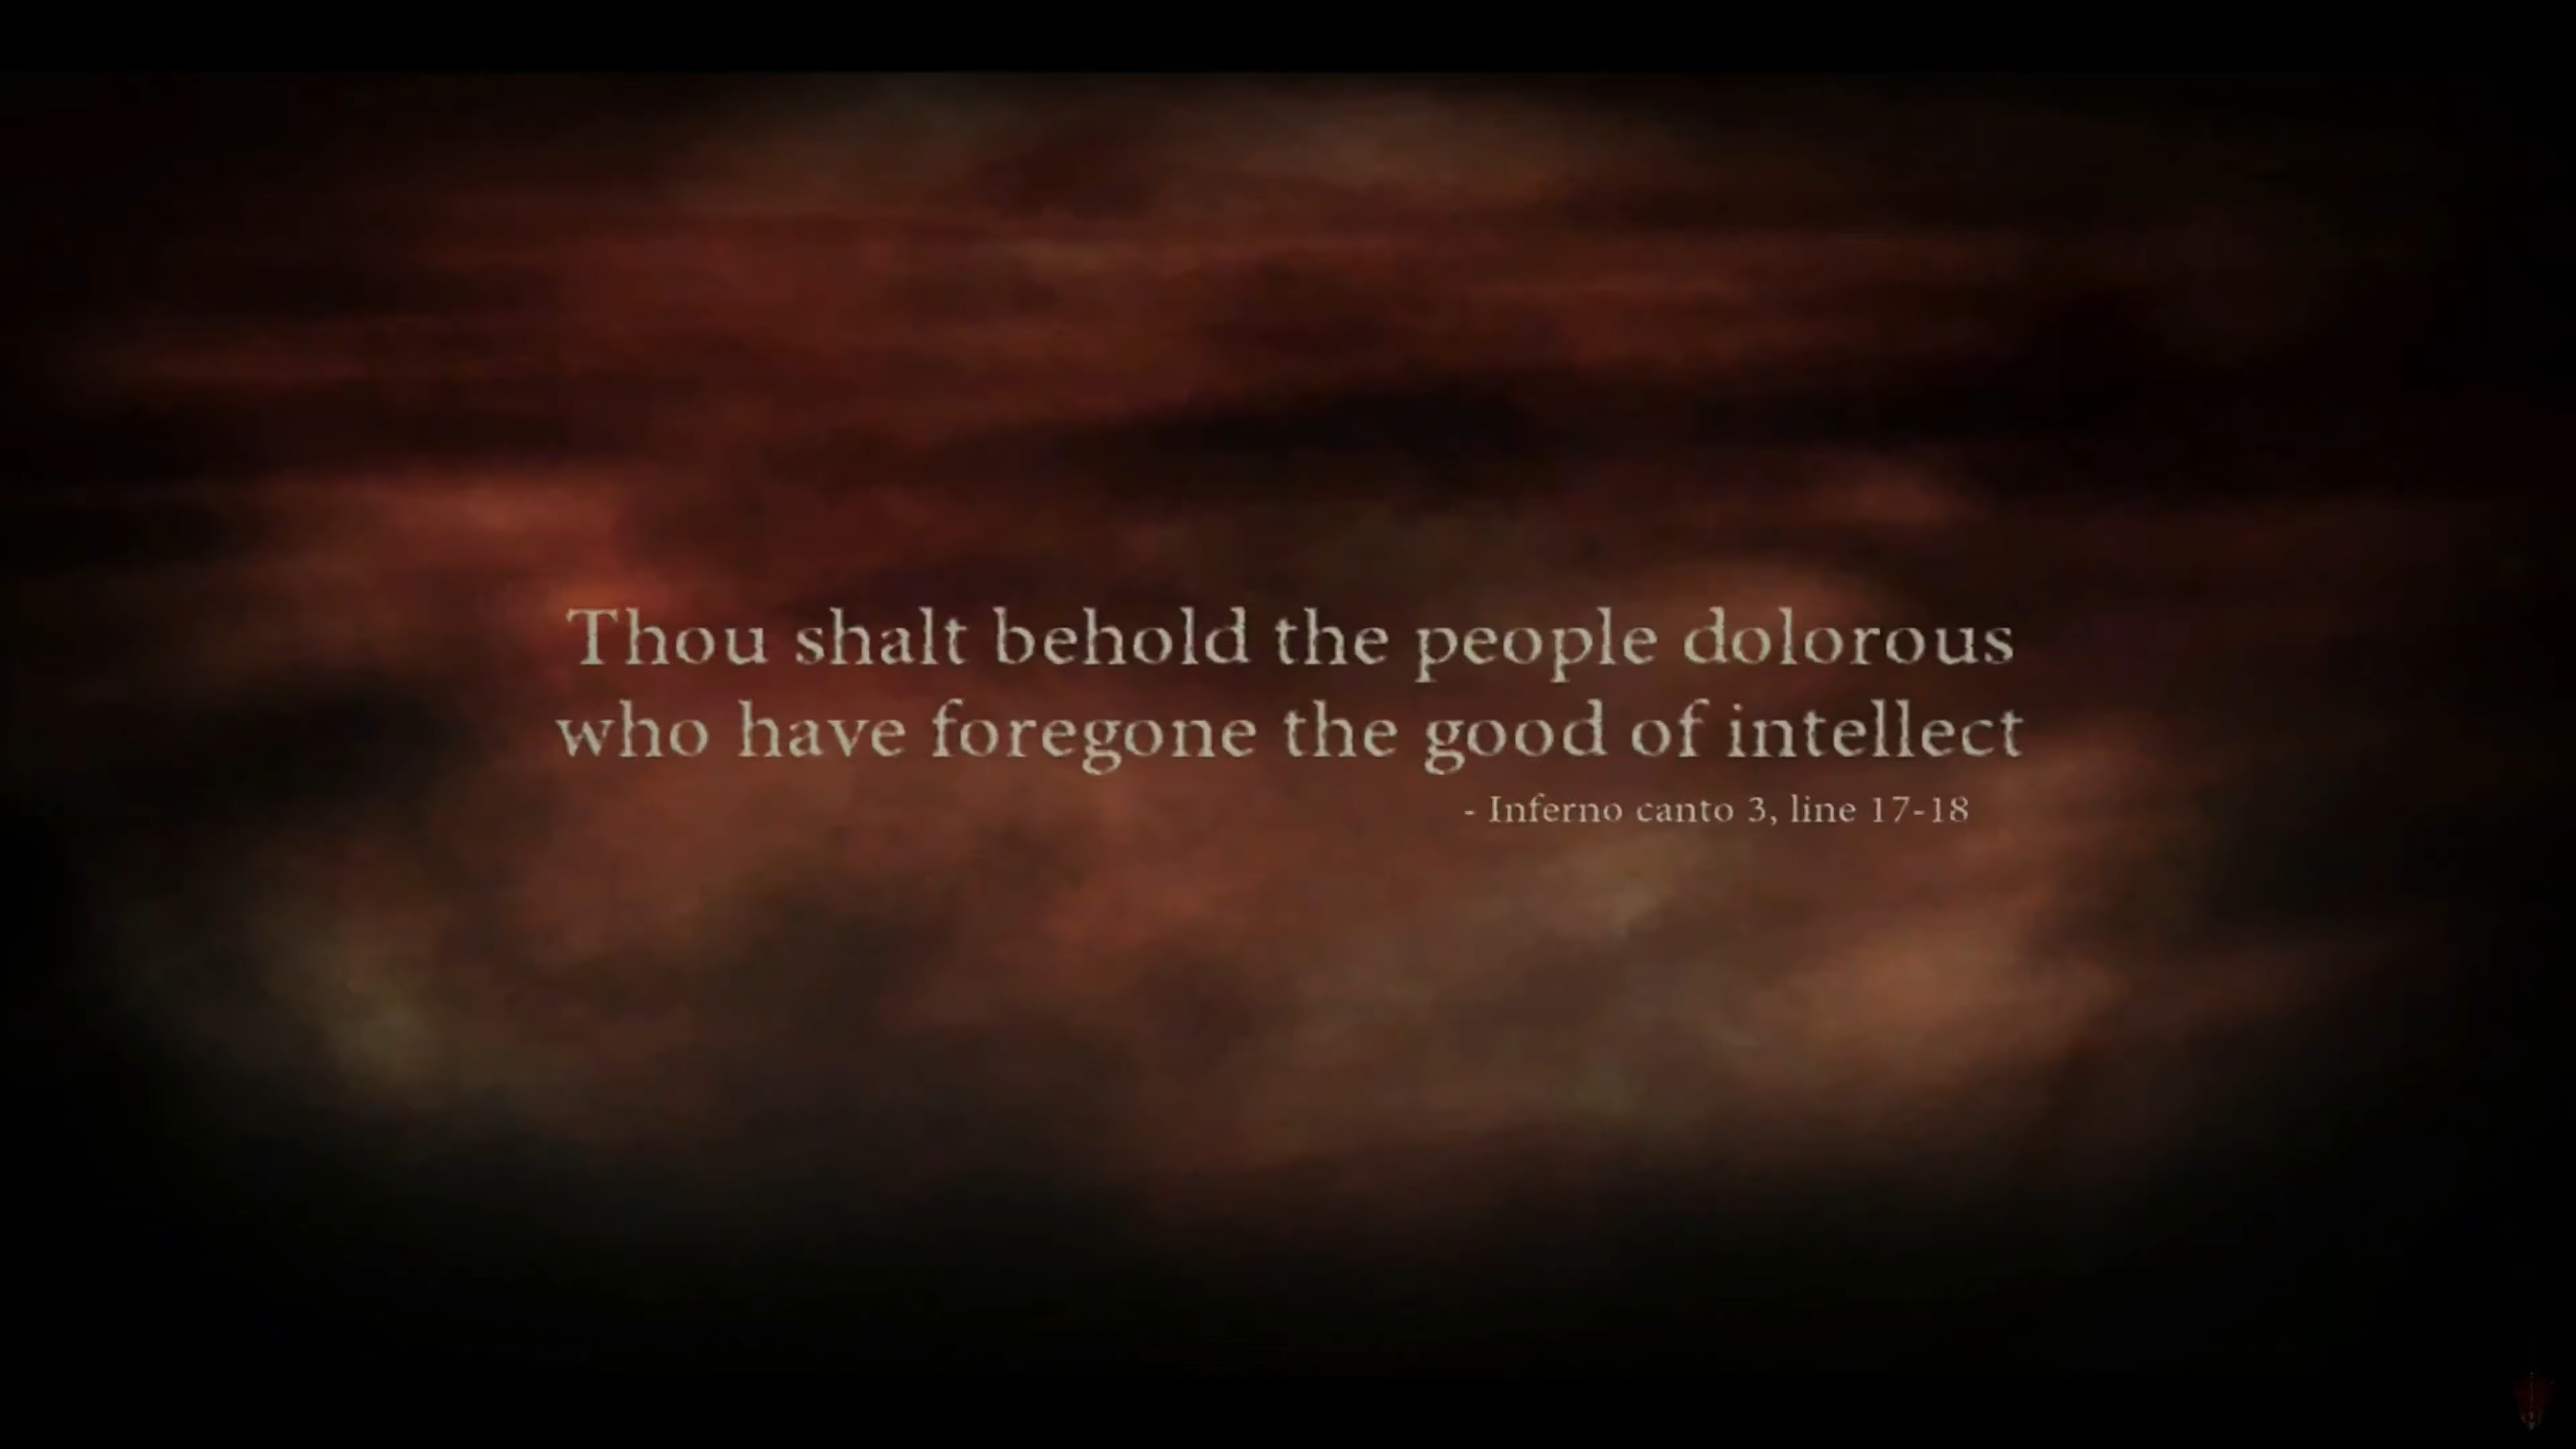 Thou shalt behold the people dolorous
who have foregone the good of intellect
- Inferno canto 3, line 17-18